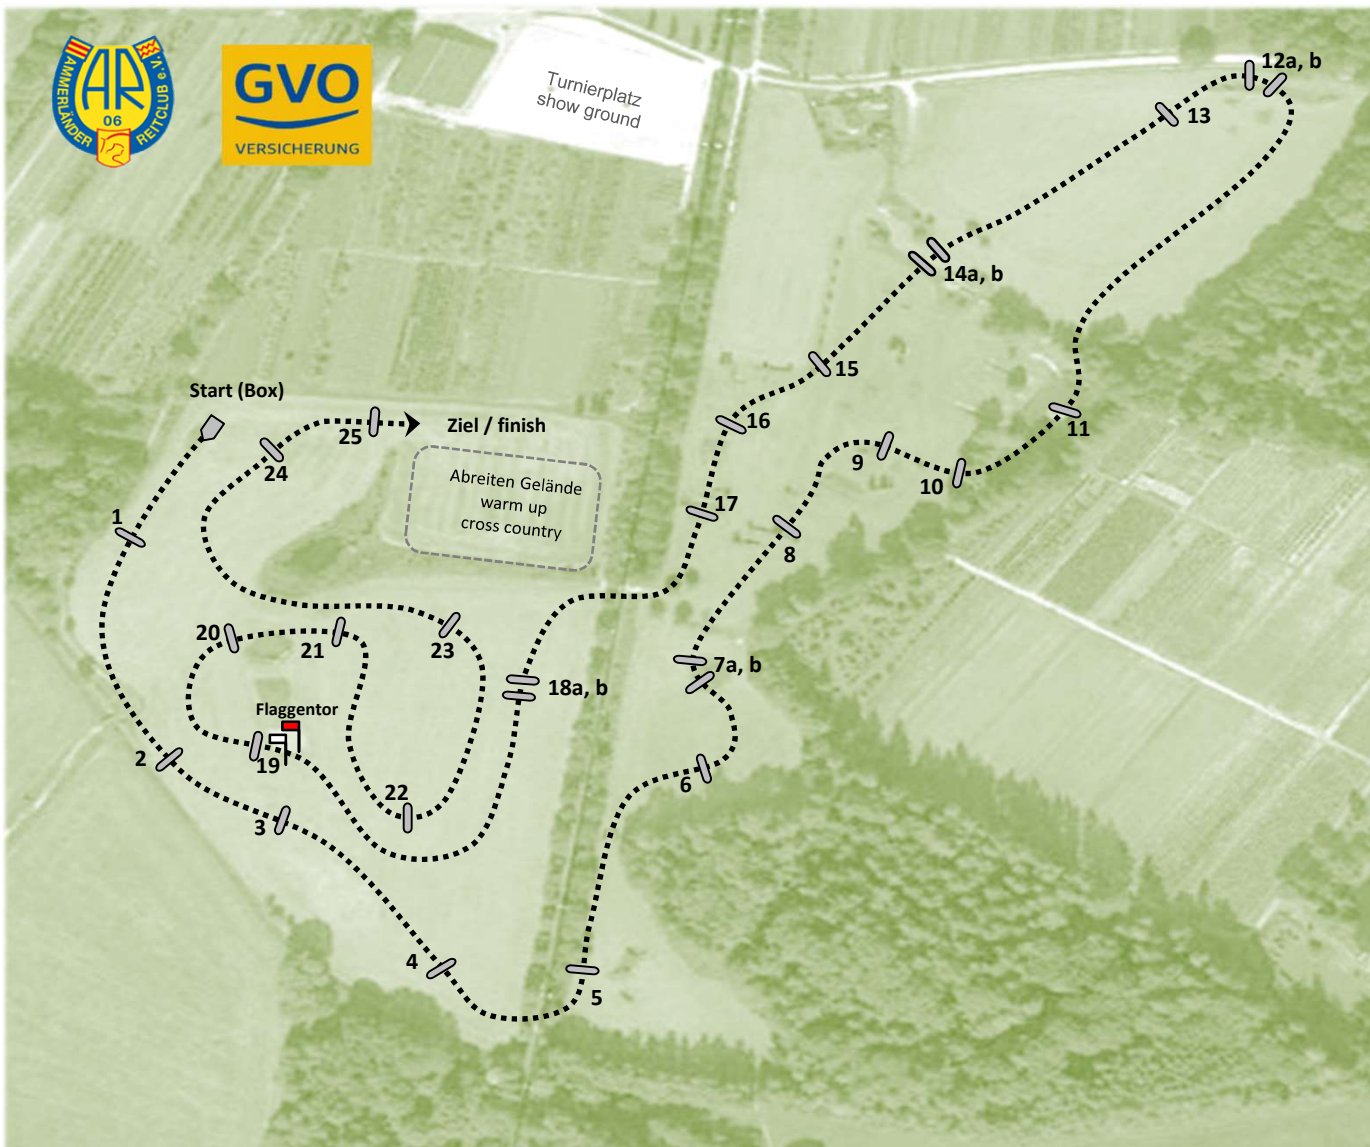 AR
06
AMMERLÄNDER REITCLUB e.V.
GVO
VERSICHERUNG
Turnierplatz
show ground
12a, b
13
14a, b
15
16
11
Start (Box)
25
Ziel / finish
24
Abreiten Gelände
warm up
cross country
9
10
17
1
8
20
21
23
7a, b
18a, b
Flaggentor
2
19
6
22
3
4
5